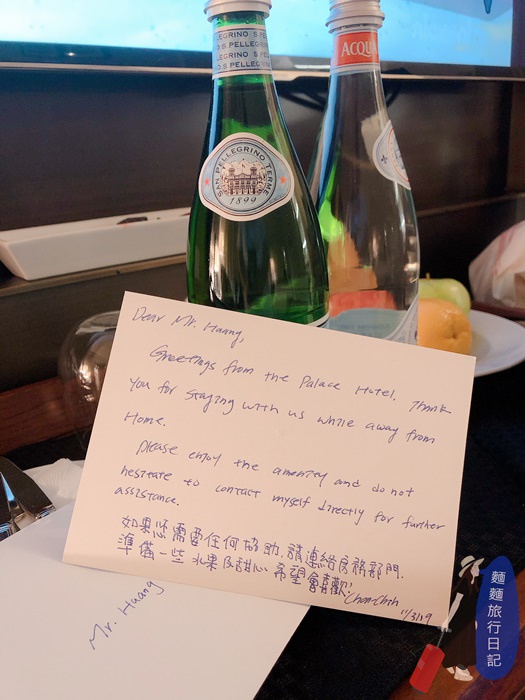 S.PELLEGRINO S.P
S.PELLEGRINO
SAN PELLEGRINO TERME
1899
ACQUA
Dear Mr. Huang,
Greetings from the Palace Hotel. Thank
you for staying with us while away from
Home.
Please enjoy the amenity and do not
hesitate to contact myself directly for further
assistance.
如果您需要任何協助,請連絡房務部門.
準備一些水果及甜心希望會喜歡
11/3/19
Mr. Huang
麵麵旅行日記